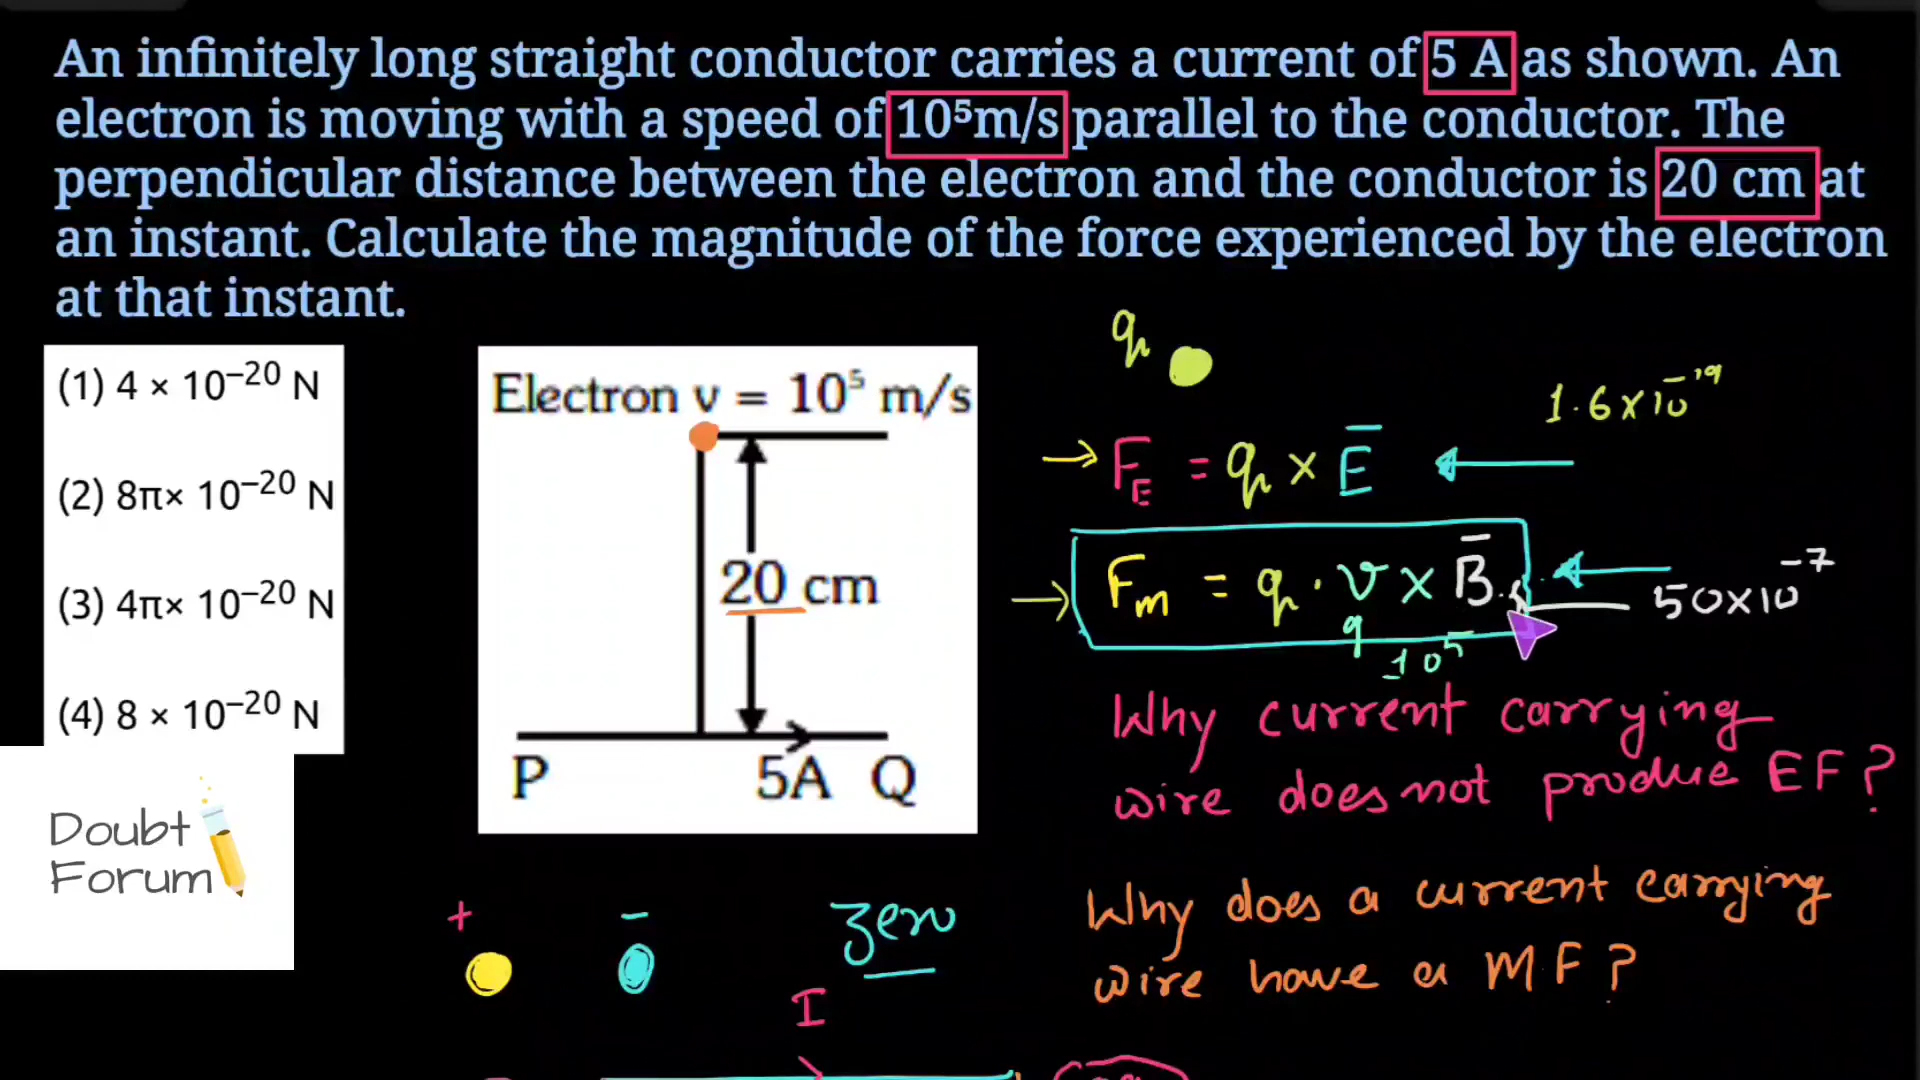 An infinitely long straight conductor carries a current of 5 A as shown. An
electron is moving with a speed of 10⁵m/s parallel to the conductor. The
perpendicular distance between the electron and the conductor is 20 cm at
an instant. Calculate the magnitude of the force experienced by the electron
at that instant.
(1) 4 × 10⁻²⁰ N
(2) 8π× 10⁻²⁰ N
(3) 4π× 10⁻²⁰ N
(4) 8 × 10⁻²⁰ N
Electron v = 10⁵ m/s
20 cm
P 5A Q
q
1.6×10⁻¹⁹
F_E = q × E̅
F_m = q · v × B̅.
50×10⁻⁷
q 10⁵
Why current carrying
wire does not produe EF?
Why does a current carrying
wire have a M.F?
Doubt
Forum
+ − zero
I